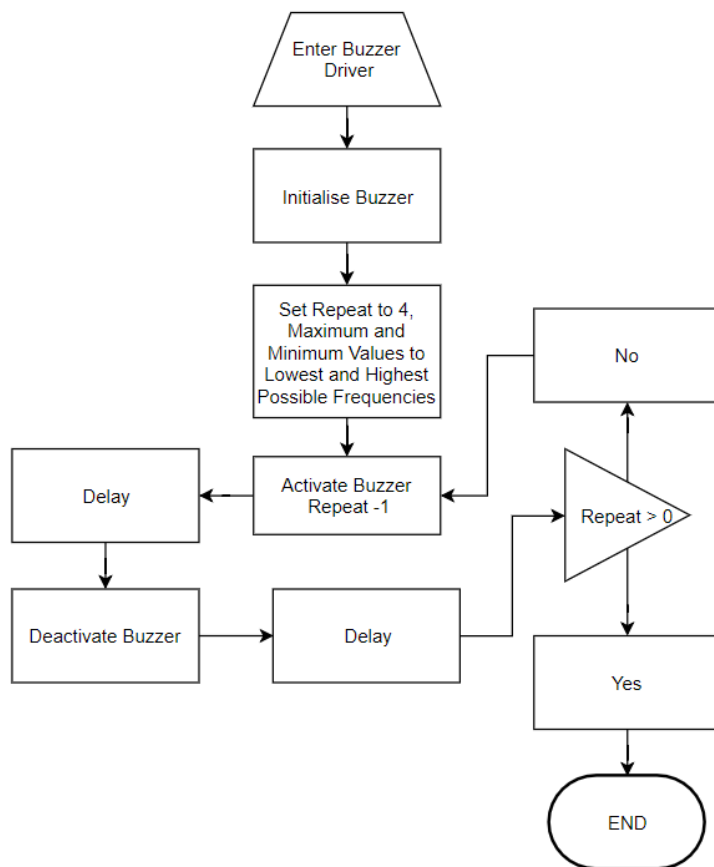 Enter Buzzer
Driver
Initialise Buzzer
Set Repeat to 4,
Maximum and
Minimum Values to
Lowest and Highest
Possible Frequencies
Activate Buzzer
Repeat -1
Delay
Deactivate Buzzer
Delay
Repeat > 0
No
Yes
END